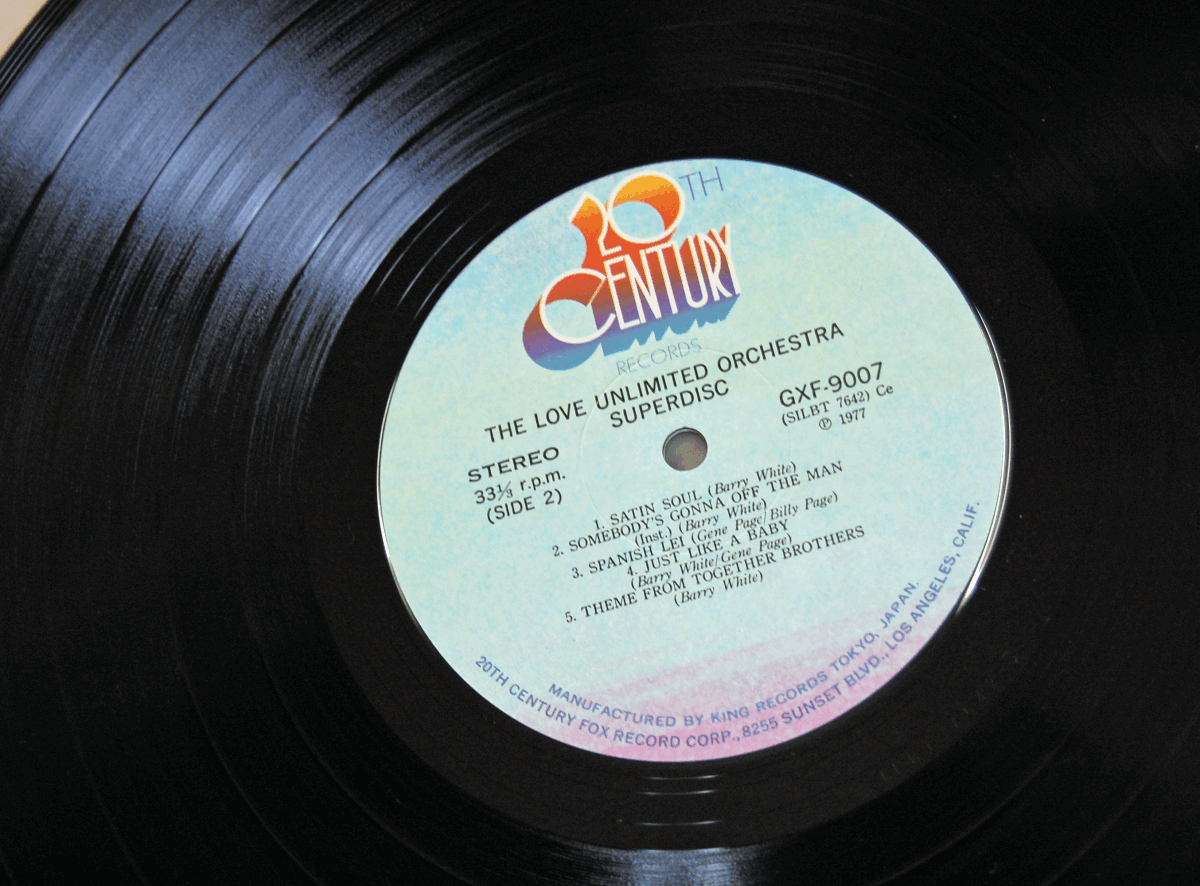 20TH
CENTURY
RECORDS
THE LOVE UNLIMITED ORCHESTRA
SUPERDISC
GXF-9007
(SILBT 7642) Ce
℗ 1977
STEREO
33⅓ r.p.m.
(SIDE 2)
1. SATIN SOUL (Barry White)
2. SOMEBODY'S GONNA OFF THE MAN
(Inst.) (Barry White)
3. SPANISH LEI (Gene Page/Billy Page)
4. JUST LIKE A BABY
(Barry White/Gene Page)
5. THEME FROM TOGETHER BROTHERS
(Barry White)
MANUFACTURED BY KING RECORDS TOKYO, JAPAN.
20TH CENTURY FOX RECORD CORP., 8255 SUNSET BLVD., LOS ANGELES, CALIF.